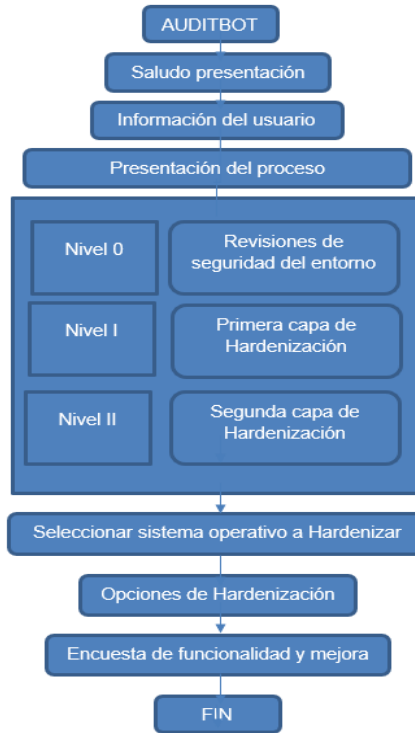 AUDITBOT
Saludo presentación
Información del usuario
Presentación del proceso
Nivel 0
Revisiones de
seguridad del entorno
Nivel I
Primera capa de
Hardenización
Nivel II
Segunda capa de
Hardenización
Seleccionar sistema operativo a Hardenizar
Opciones de Hardenización
Encuesta de funcionalidad y mejora
FIN